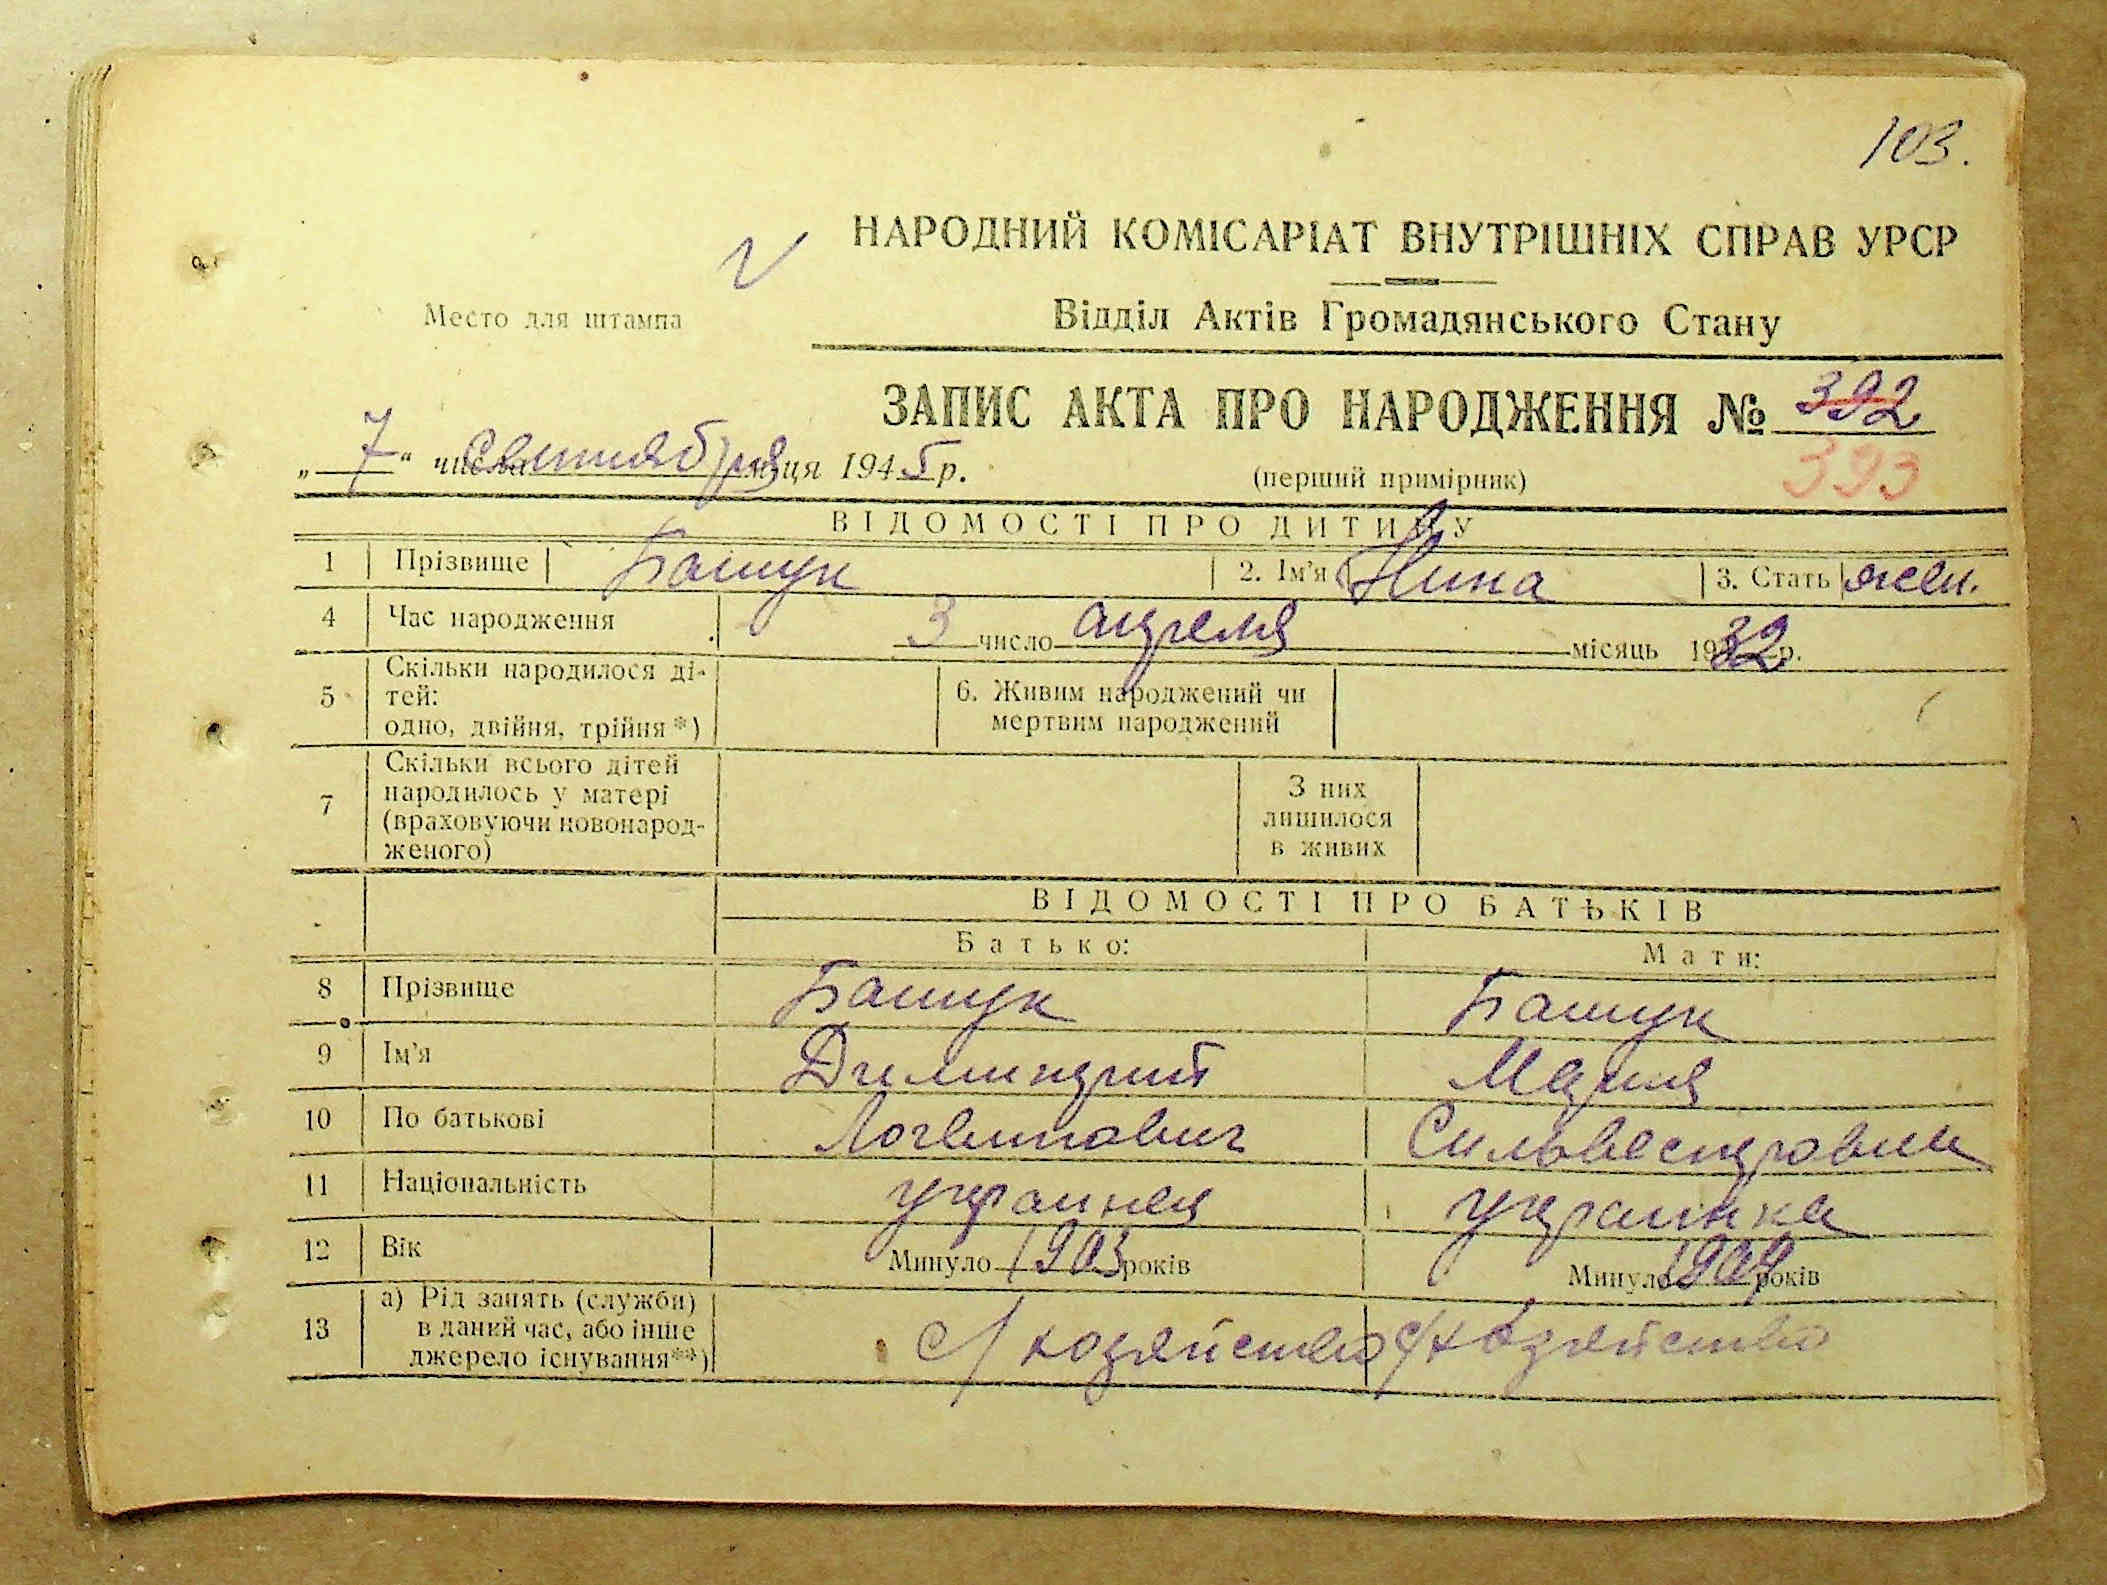 103.
НАРОДНИЙ КОМІСАРІАТ ВНУТРІШНІХ СПРАВ УРСР
Место для штампа
Відділ Актів Громадянського Стану
ЗАПИС АКТА ПРО НАРОДЖЕННЯ № 392
„7“ числа сентября місяця 1945 р.
(перший примірник) 393
ВІДОМОСТІ ПРО ДИТИНУ
1 Прізвище Башук 2. Ім'я Нина 3. Стать жен.
4 Час народження 3 число апреля місяць 1932 р.
5 Скільки народилося ді-
тей:
одно, двійня, трійня *)
6. Живим народжений чи
мертвим народжений
7 Скільки всього дітей
народилось у матері
(враховуючи новонарод-
женого)
З них
лишилося
в живих
ВІДОМОСТІ ПРО БАТЬКІВ
Батько: Мати:
8 Прізвище Башук Башук
9 Ім'я Димитрий Мария
10 По батькові Логвинович Сильвестровна
11 Національність украинец украинка
12 Вік Минуло 1903 років Минуло 1909 років
13 а) Рід занять (служби)
в даний час, або інше
джерело існування**)
с/хозяйство с/хозяйство